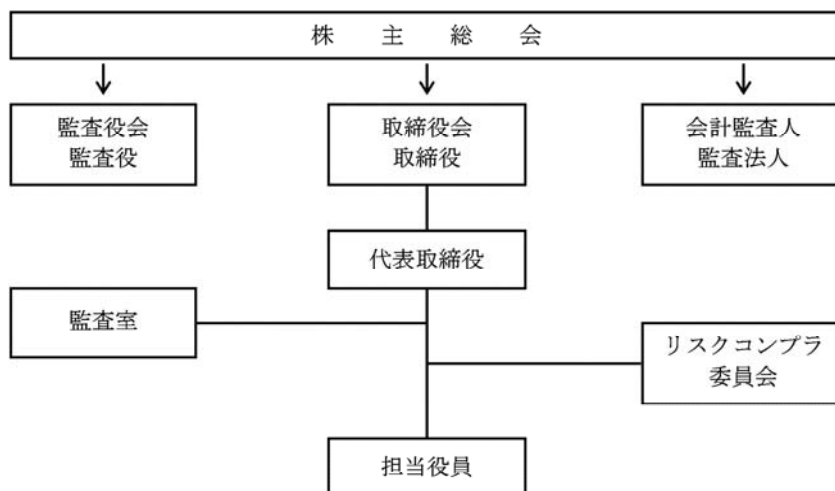 株主総会
監査役会
監査役
取締役会
取締役
会計監査人
監査法人
代表取締役
監査室
リスクコンプラ
委員会
担当役員